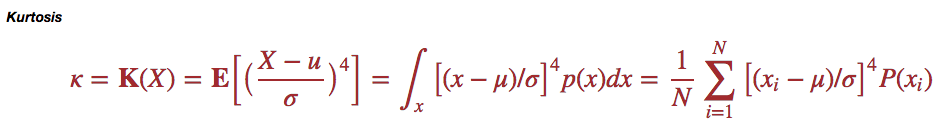 Kurtosis
κ = K(X) = E[((X − u)/σ)^4] = ∫_x [(x − μ)/σ]^4 p(x)dx = 1/N ∑_{i=1}^{N} [(x_i − μ)/σ]^4 P(x_i)